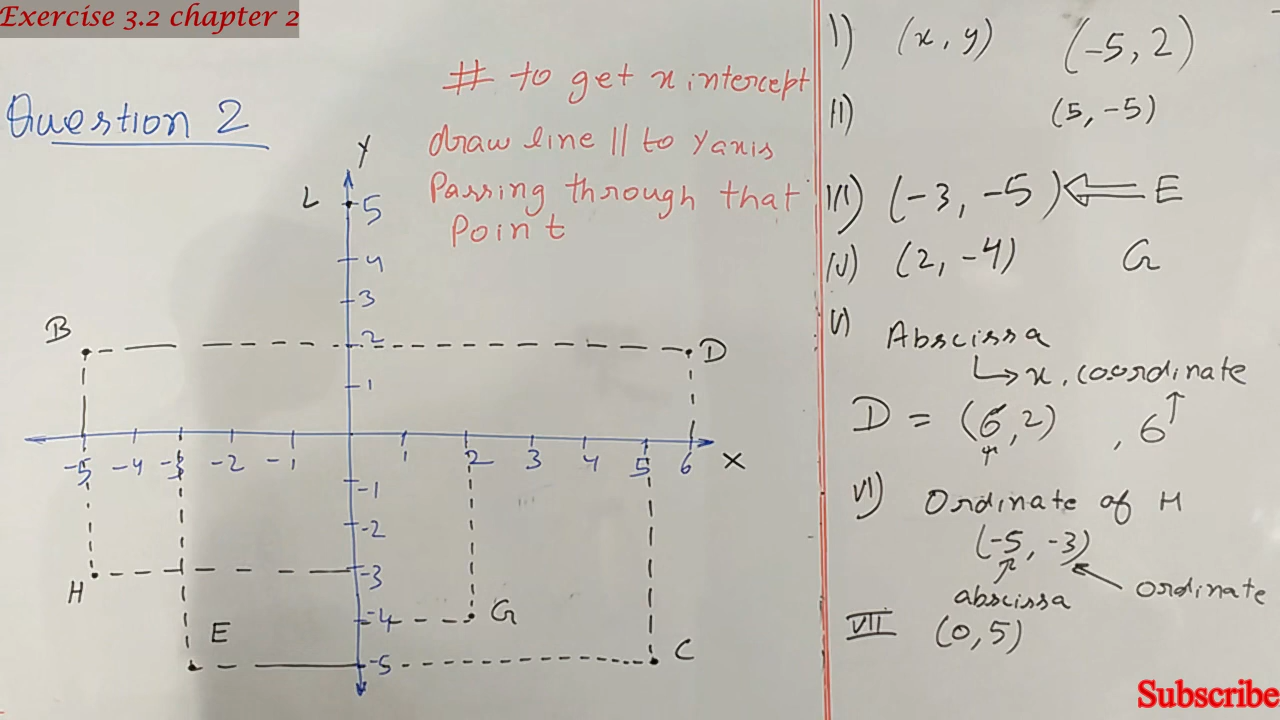 Exercise 3.2 chapter 2
Question 2
# to get x intercept
draw line || to Y axis
Passing through that
Point
Y
L 5
4
3
B
2
D
1
-5 -4 -3 -2 -1 1 2 3 4 5 6 X
-1
-2
H -3
-4 G
E
-5 C
I) (x, y) (-5, 2)
II) (5, -5)
III) (-3, -5) ⇐ E
IV) (2, -4) G
V) Abscissa
↳ x, coordinate
D = (6, 2) , 6
VI) Ordinate of H
(-5, -3)
abscissa ordinate
VII (0, 5)
Subscribe